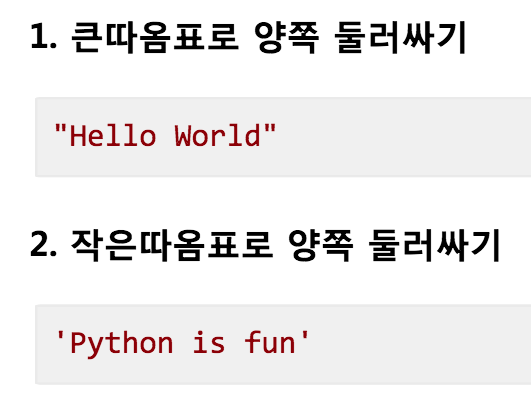 1. 큰따옴표로 양쪽 둘러싸기
"Hello World"
2. 작은따옴표로 양쪽 둘러싸기
'Python is fun'